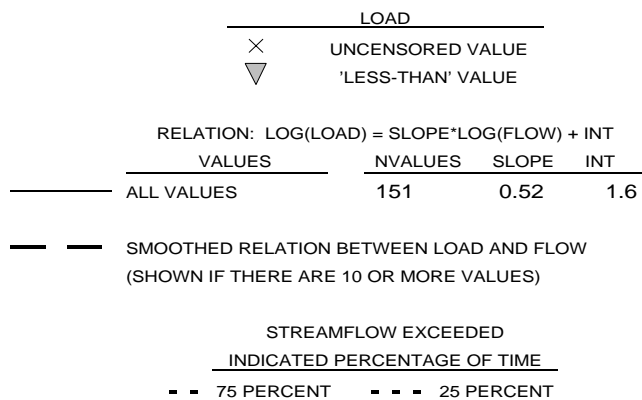 LOAD
UNCENSORED VALUE
'LESS-THAN' VALUE
RELATION: LOG(LOAD) = SLOPE*LOG(FLOW) + INT
VALUES NVALUES SLOPE INT
ALL VALUES 151 0.52 1.6
SMOOTHED RELATION BETWEEN LOAD AND FLOW
(SHOWN IF THERE ARE 10 OR MORE VALUES)
STREAMFLOW EXCEEDED
INDICATED PERCENTAGE OF TIME
75 PERCENT 25 PERCENT